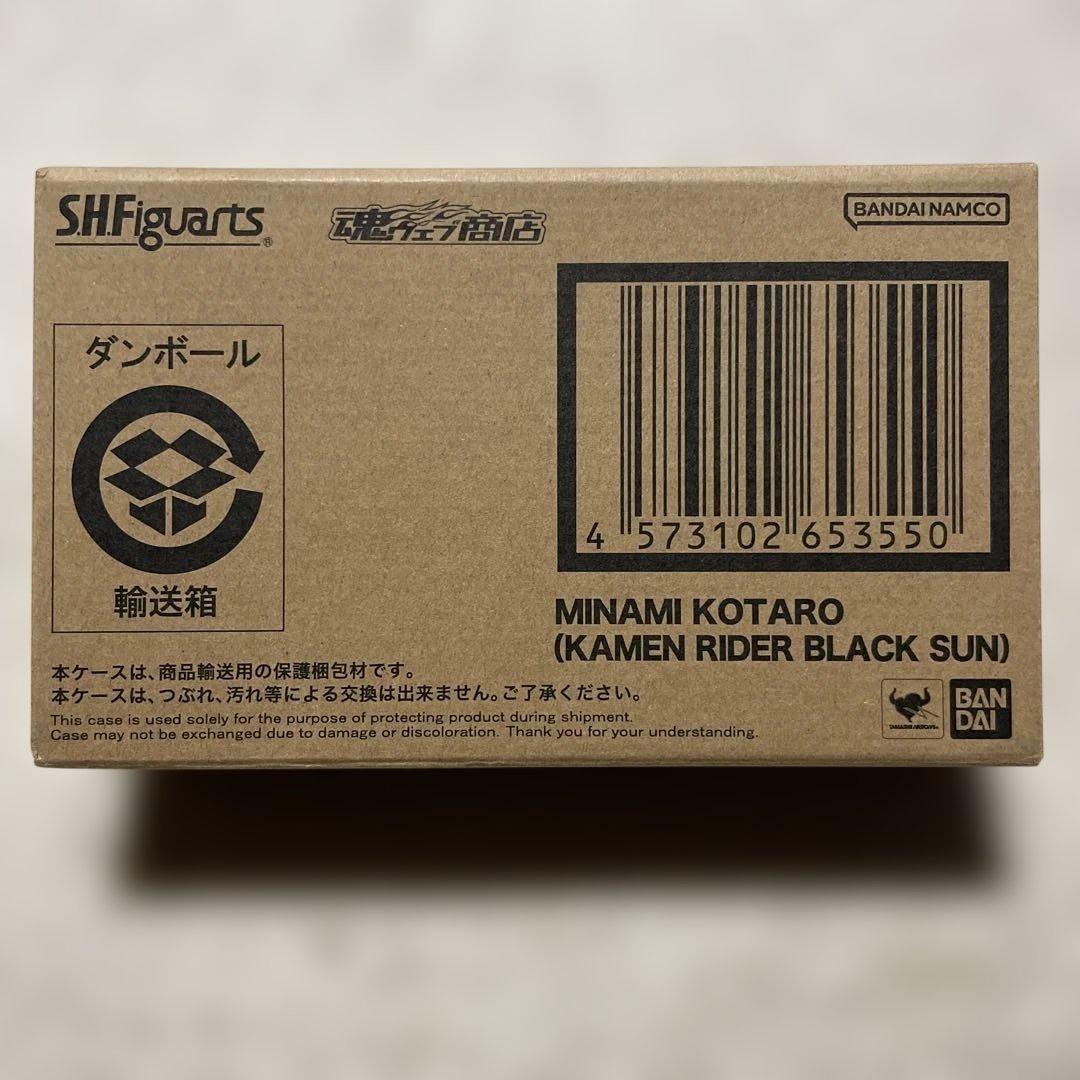 S.H.Figuarts®
魂ウェブ商店
BANDAI NAMCO
ダンボール
輸送箱
4 573102 653550
MINAMI KOTARO
(KAMEN RIDER BLACK SUN)
本ケースは、商品輸送用の保護梱包材です。
本ケースは、つぶれ、汚れ等による交換は出来ません。ご了承ください。
This case is used solely for the purpose of protecting product during shipment.
Case may not be exchanged due to damage or discoloration. Thank you for your understanding.
TAMASHII NATIONS
BAN
DAI